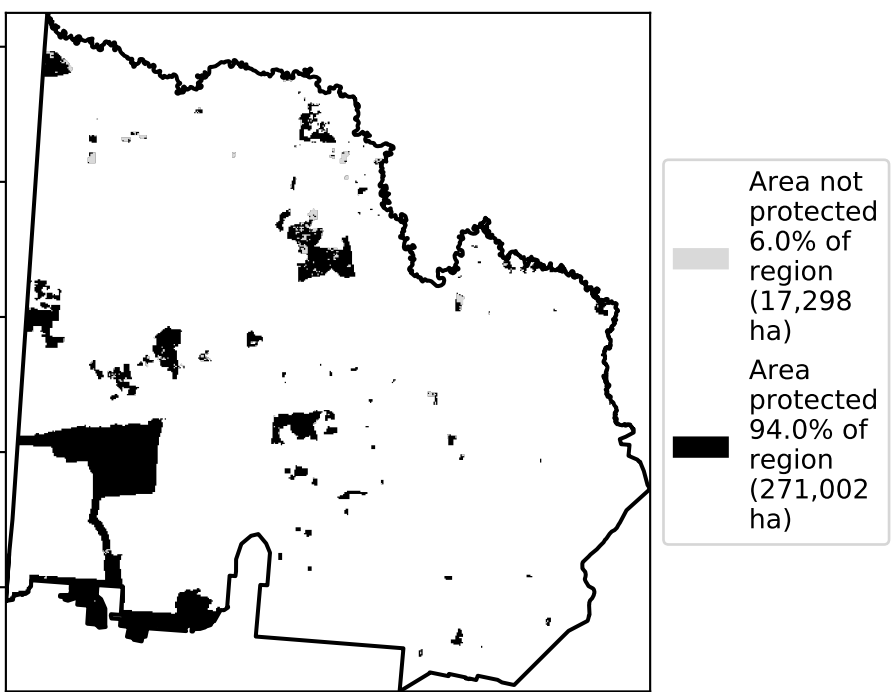 Area not
protected
6.0% of
region
(17,298
ha)
Area
protected
94.0% of
region
(271,002
ha)